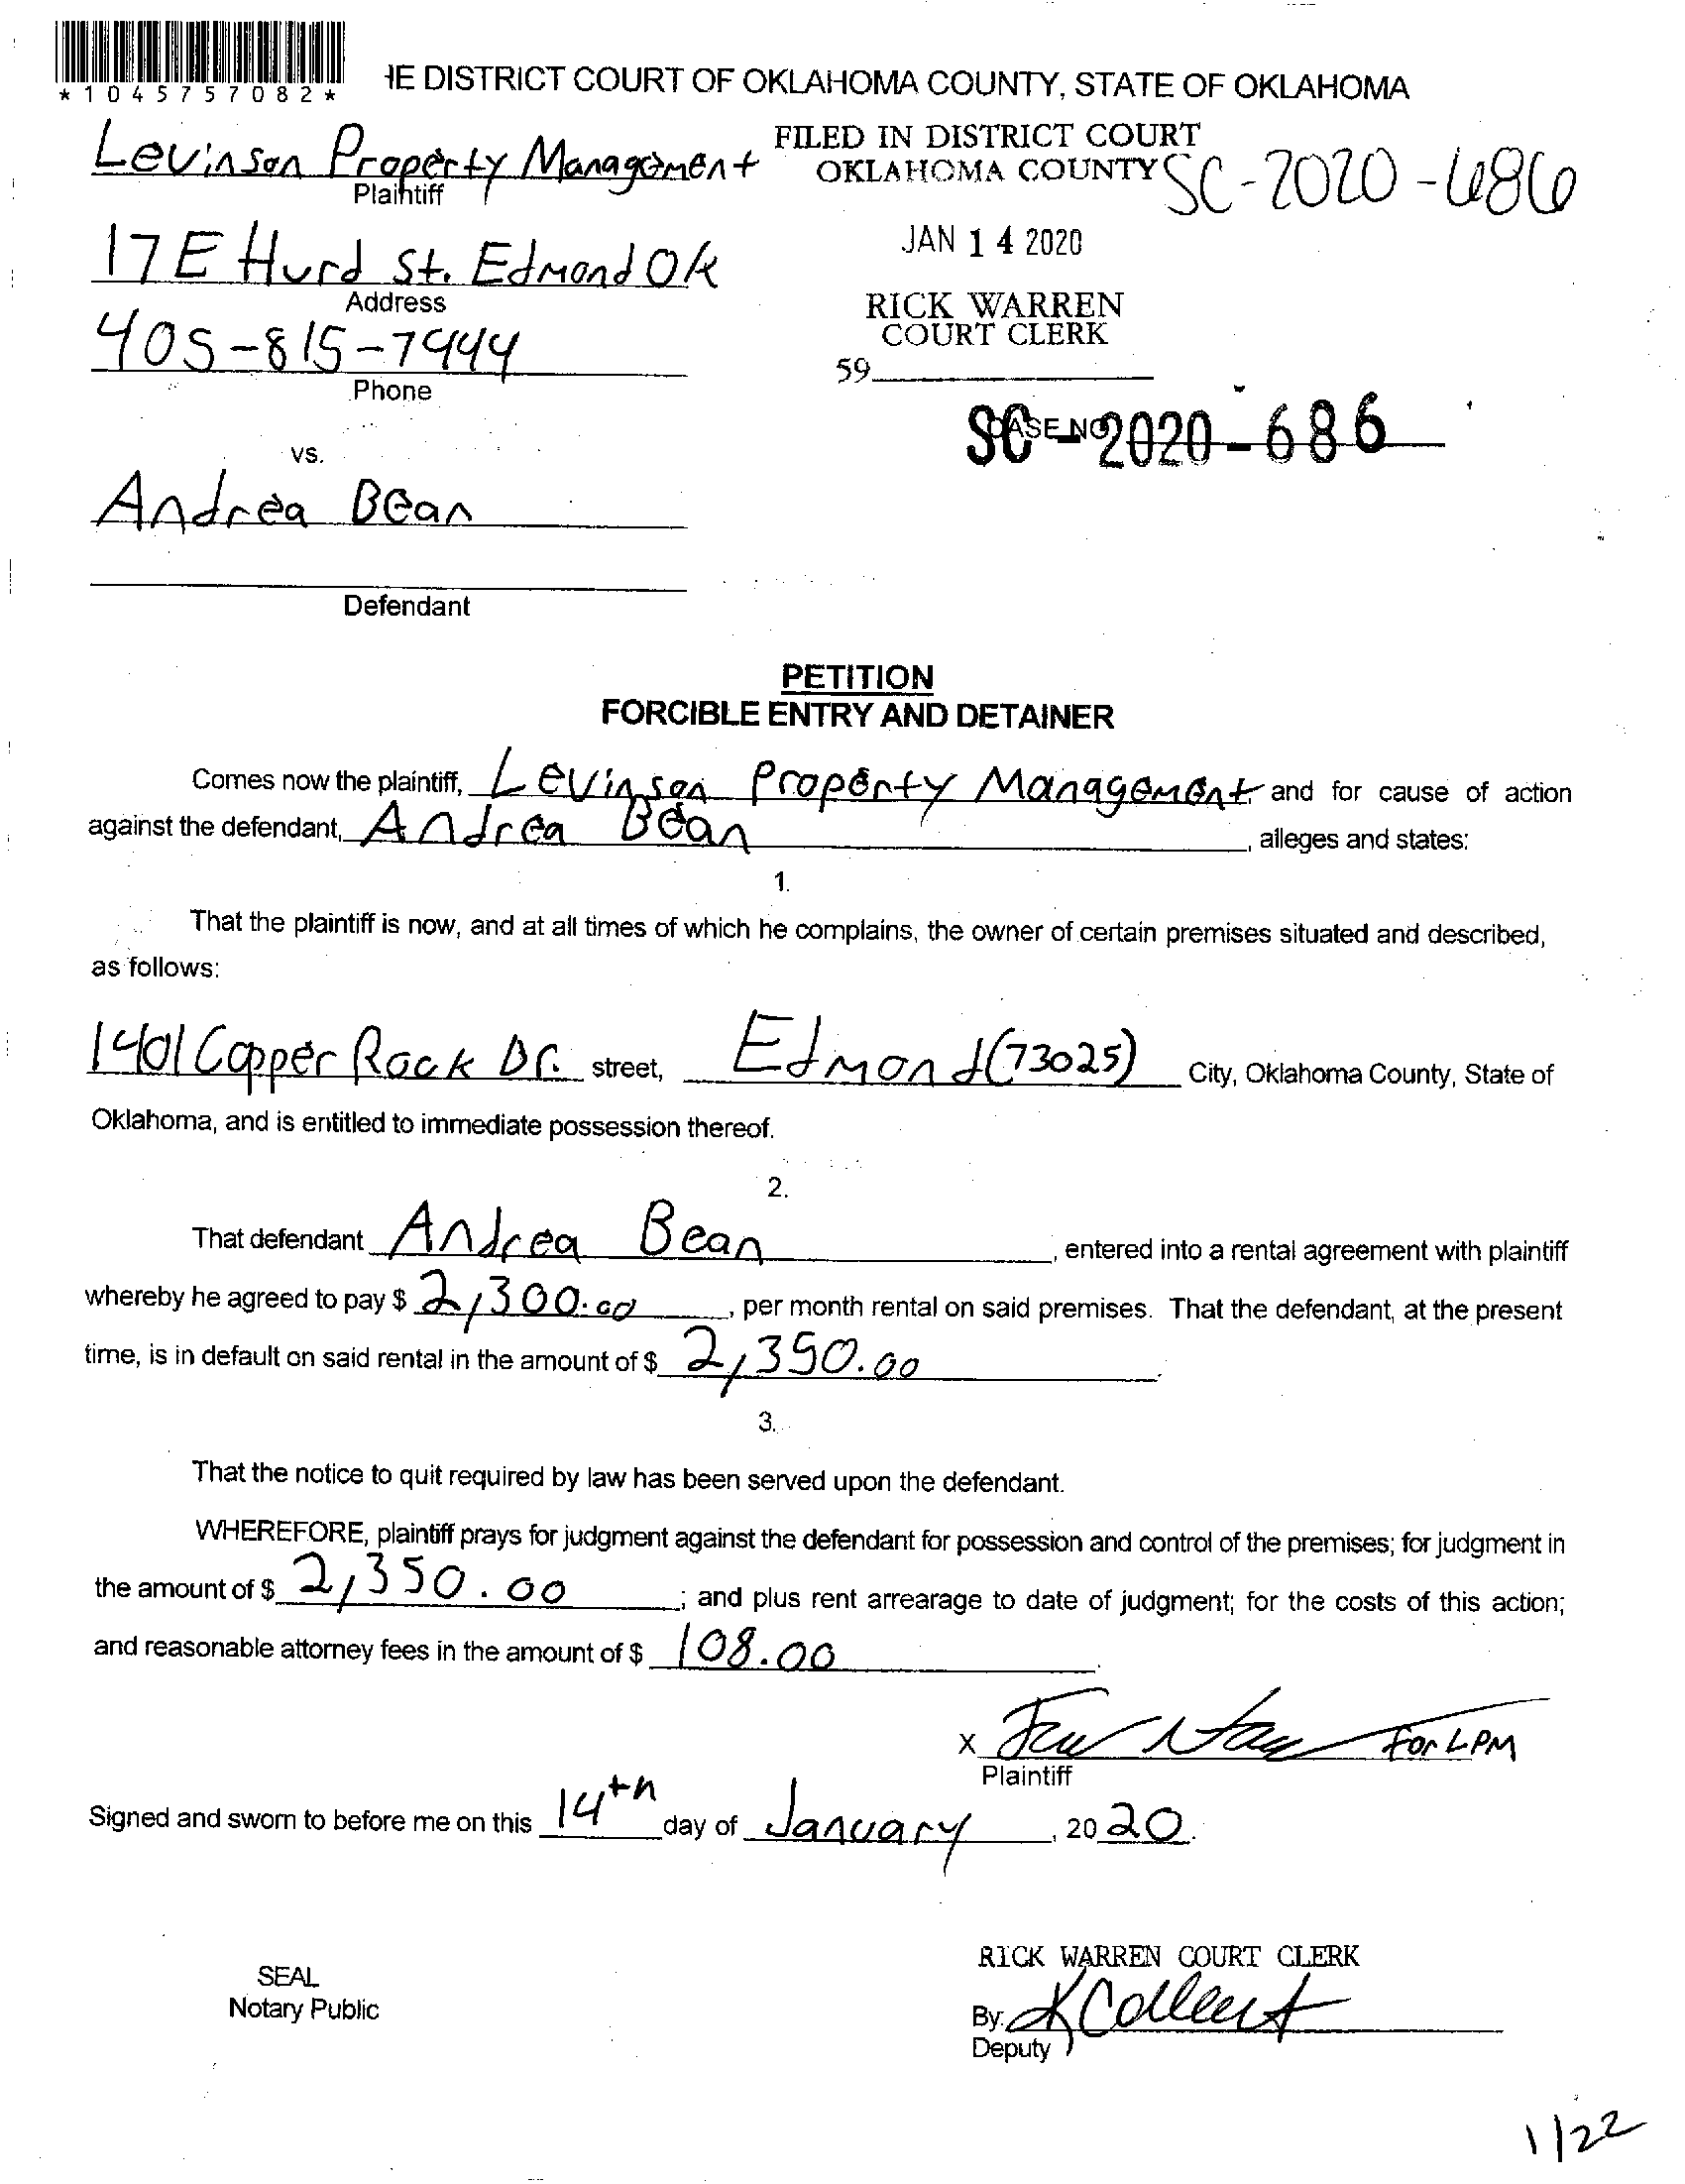 *1045757082*
IE DISTRICT COURT OF OKLAHOMA COUNTY, STATE OF OKLAHOMA
Levinson Property Management
Plaintiff
FILED IN DISTRICT COURT
OKLAHOMA COUNTY SC-2020-686
17 E Hurd St. Edmond OK
Address
JAN 14 2020
405-815-7444
Phone
RICK WARREN
COURT CLERK
59
CASE NO
SC-2020-686
vs.
Andrea Bean
Defendant
PETITION
FORCIBLE ENTRY AND DETAINER
Comes now the plaintiff, Levinson Property Management, and for cause of action
against the defendant, Andrea Bean, alleges and states:
1.
That the plaintiff is now, and at all times of which he complains, the owner of certain premises situated and described,
as follows:
1401 Copper Rock Dr. street, Edmond (73025) City, Oklahoma County, State of
Oklahoma, and is entitled to immediate possession thereof.
2.
That defendant Andrea Bean, entered into a rental agreement with plaintiff
whereby he agreed to pay $ 2,300.00, per month rental on said premises. That the defendant, at the present
time, is in default on said rental in the amount of $ 2,350.00.
3.
That the notice to quit required by law has been served upon the defendant.
WHEREFORE, plaintiff prays for judgment against the defendant for possession and control of the premises; for judgment in
the amount of $ 2,350.00; and plus rent arrearage to date of judgment; for the costs of this action;
and reasonable attorney fees in the amount of $ 108.00.
X For LPM
Plaintiff
Signed and sworn to before me on this 14th day of January, 2020.
SEAL
Notary Public
RICK WARREN COURT CLERK
By:
Deputy
1/22